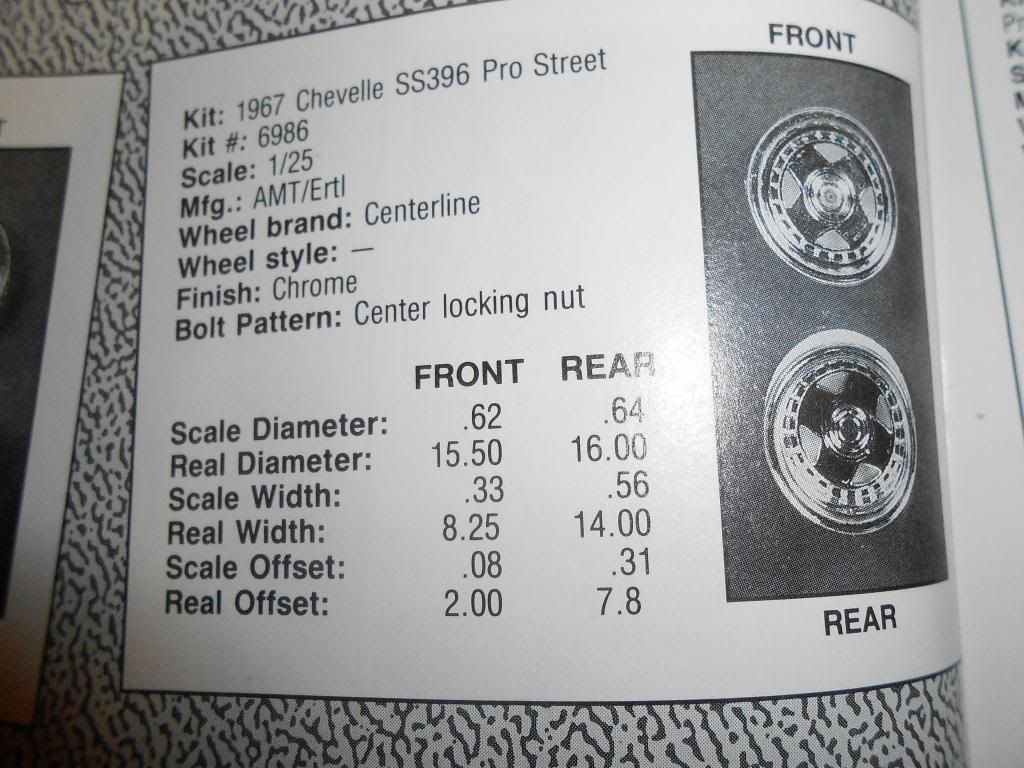 FRONT
Kit: 1967 Chevelle SS396 Pro Street
Kit #: 6986
Scale: 1/25
Mfg.: AMT/Ertl
Wheel brand: Centerline
Wheel style: —
Finish: Chrome
Bolt Pattern: Center locking nut
FRONT REAR
Scale Diameter: .62 .64
Real Diameter: 15.50 16.00
Scale Width: .33 .56
Real Width: 8.25 14.00
Scale Offset: .08 .31
Real Offset: 2.00 7.8
REAR